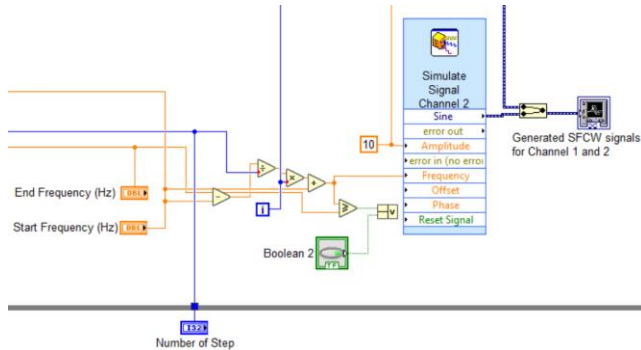 Simulate
Signal
Channel 2
Sine
error out
Amplitude
error in (no erroi
Frequency
Offset
Phase
Reset Signal
10
Generated SFCW signals
for Channel 1 and 2
End Frequency (Hz)
DBL
Start Frequency (Hz)
DBL
i
Boolean 2
TF
I32
Number of Step